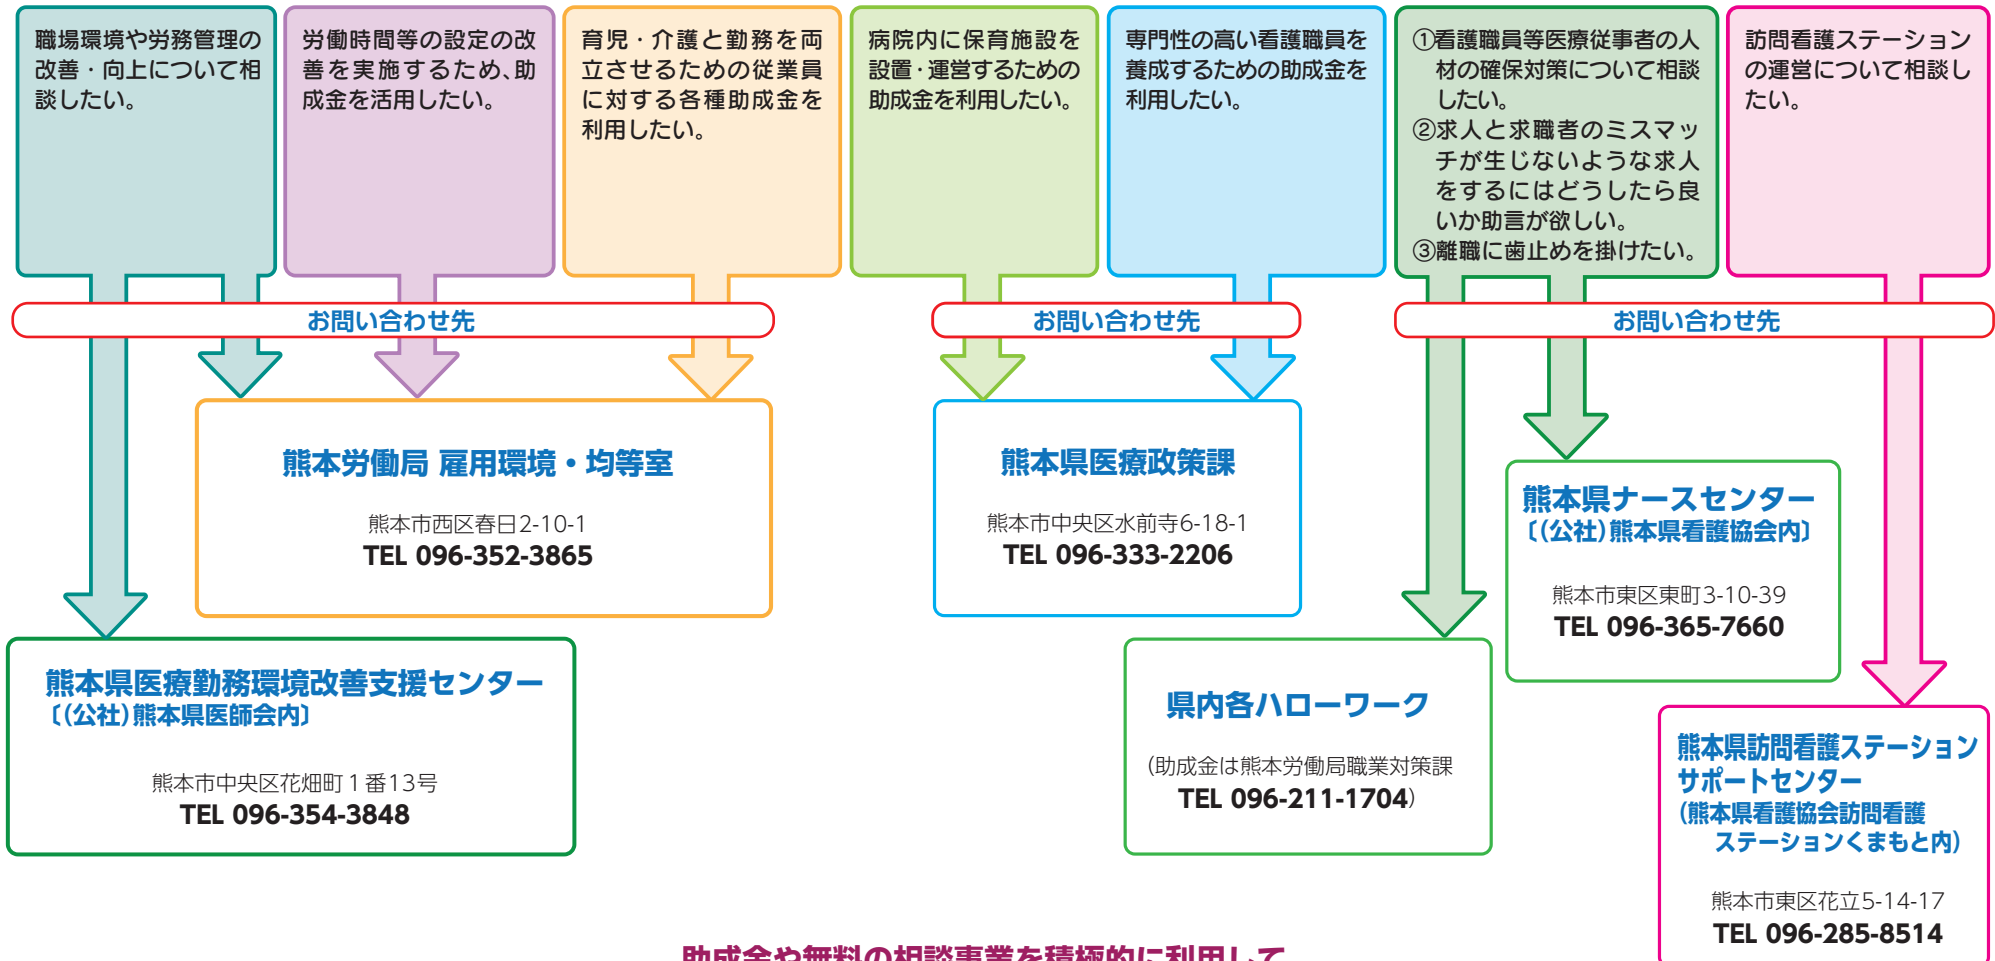 職場環境や労務管理の
改善・向上について相
談したい。
労働時間等の設定の改
善を実施するため、助
成金を活用したい。
育児・介護と勤務を両
立させるための従業員
に対する各種助成金を
利用したい。
病院内に保育施設を
設置・運営するための
助成金を利用したい。
専門性の高い看護職員を
養成するための助成金を
利用したい。
①看護職員等医療従事者の人
材の確保対策について相談
したい。
②求人と求職者のミスマッ
チが生じないような求人
をするにはどうしたら良
いか助言が欲しい。
③離職に歯止めを掛けたい。
訪問看護ステーション
の運営について相談し
たい。
お問い合わせ先
お問い合わせ先
お問い合わせ先
熊本労働局 雇用環境・均等室
熊本市西区春日2-10-1
TEL 096-352-3865
熊本県医療政策課
熊本市中央区水前寺6-18-1
TEL 096-333-2206
熊本県ナースセンター
〔(公社)熊本県看護協会内〕
熊本市東区東町3-10-39
TEL 096-365-7660
熊本県医療勤務環境改善支援センター
〔(公社)熊本県医師会内〕
熊本市中央区花畑町1番13号
TEL 096-354-3848
県内各ハローワーク
(助成金は熊本労働局職業対策課
TEL 096-211-1704)
熊本県訪問看護ステーション
サポートセンター
(熊本県看護協会訪問看護
ステーションくまもと内)
熊本市東区花立5-14-17
TEL 096-285-8514
助成金や無料の相談事業を積極的に利用して